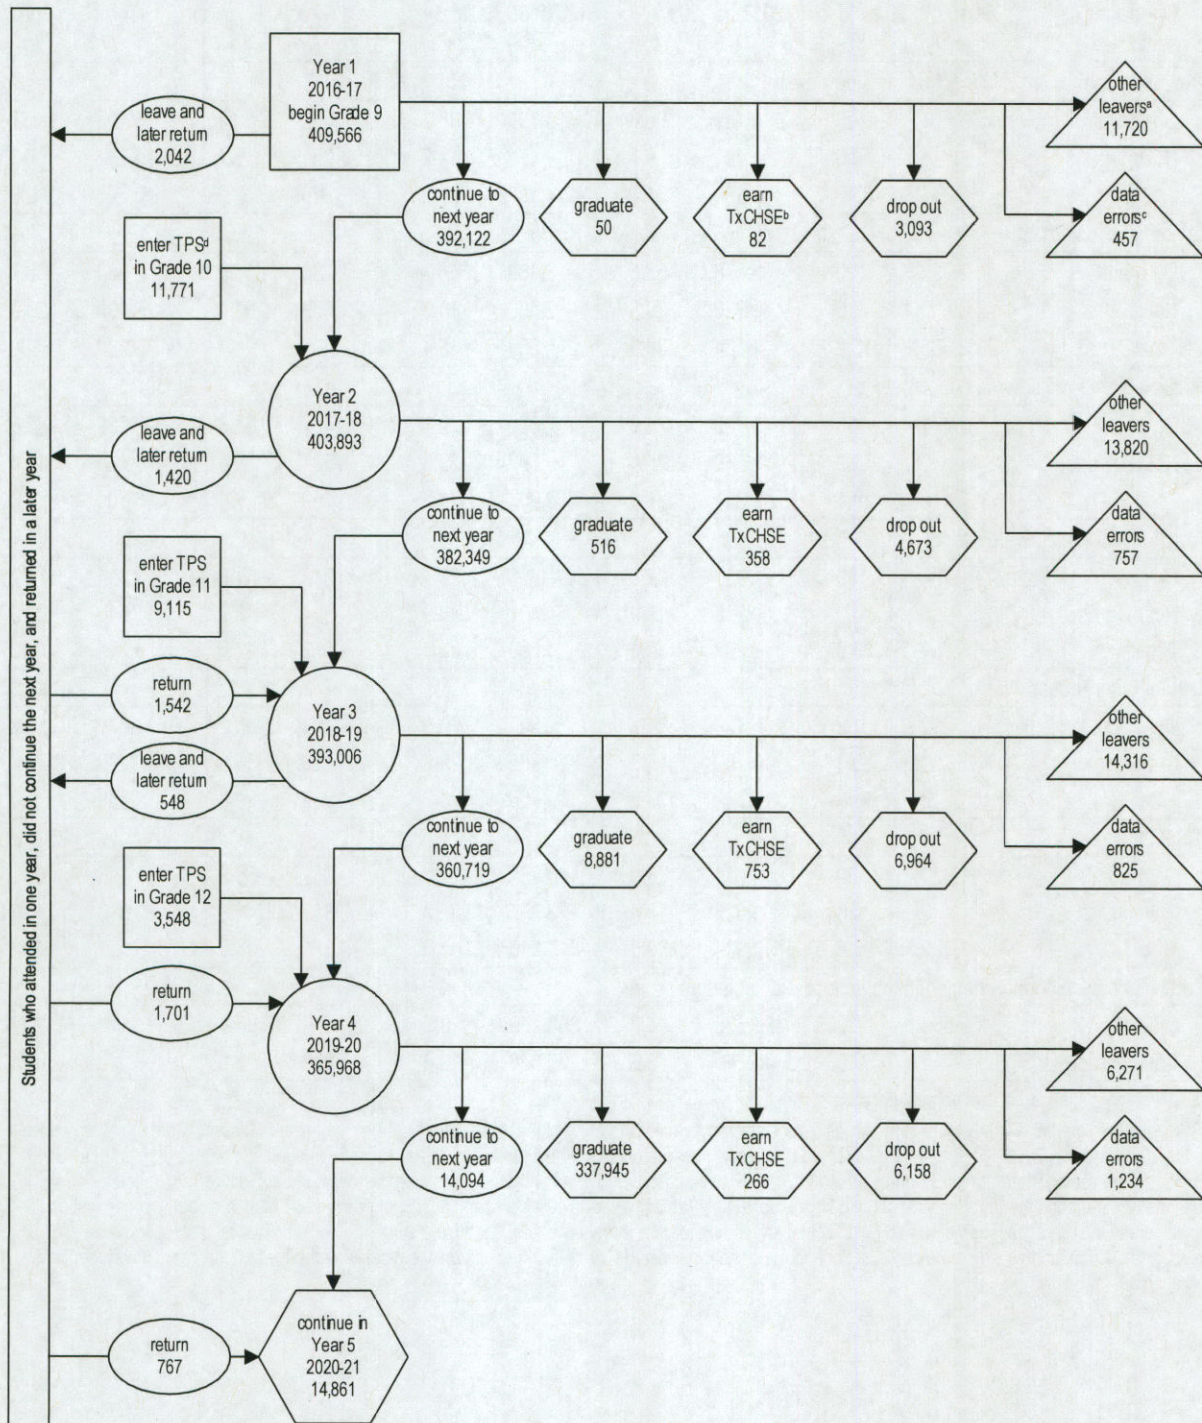 Students who attended in one year, did not continue the next year, and returned in a later year
Year 1
2016-17
begin Grade 9
409,566
leave and
later return
2,042
other
leaversᵃ
11,720
continue to
next year
392,122
graduate
50
earn
TxCHSEᵇ
82
drop out
3,093
data
errorsᶜ
457
enter TPSᵈ
in Grade 10
11,771
Year 2
2017-18
403,893
leave and
later return
1,420
other
leavers
13,820
continue to
next year
382,349
graduate
516
earn
TxCHSE
358
drop out
4,673
data
errors
757
enter TPS
in Grade 11
9,115
return
1,542
Year 3
2018-19
393,006
leave and
later return
548
other
leavers
14,316
continue to
next year
360,719
graduate
8,881
earn
TxCHSE
753
drop out
6,964
data
errors
825
enter TPS
in Grade 12
3,548
return
1,701
Year 4
2019-20
365,968
other
leavers
6,271
continue to
next year
14,094
graduate
337,945
earn
TxCHSE
266
drop out
6,158
data
errors
1,234
return
767
continue in
Year 5
2020-21
14,861